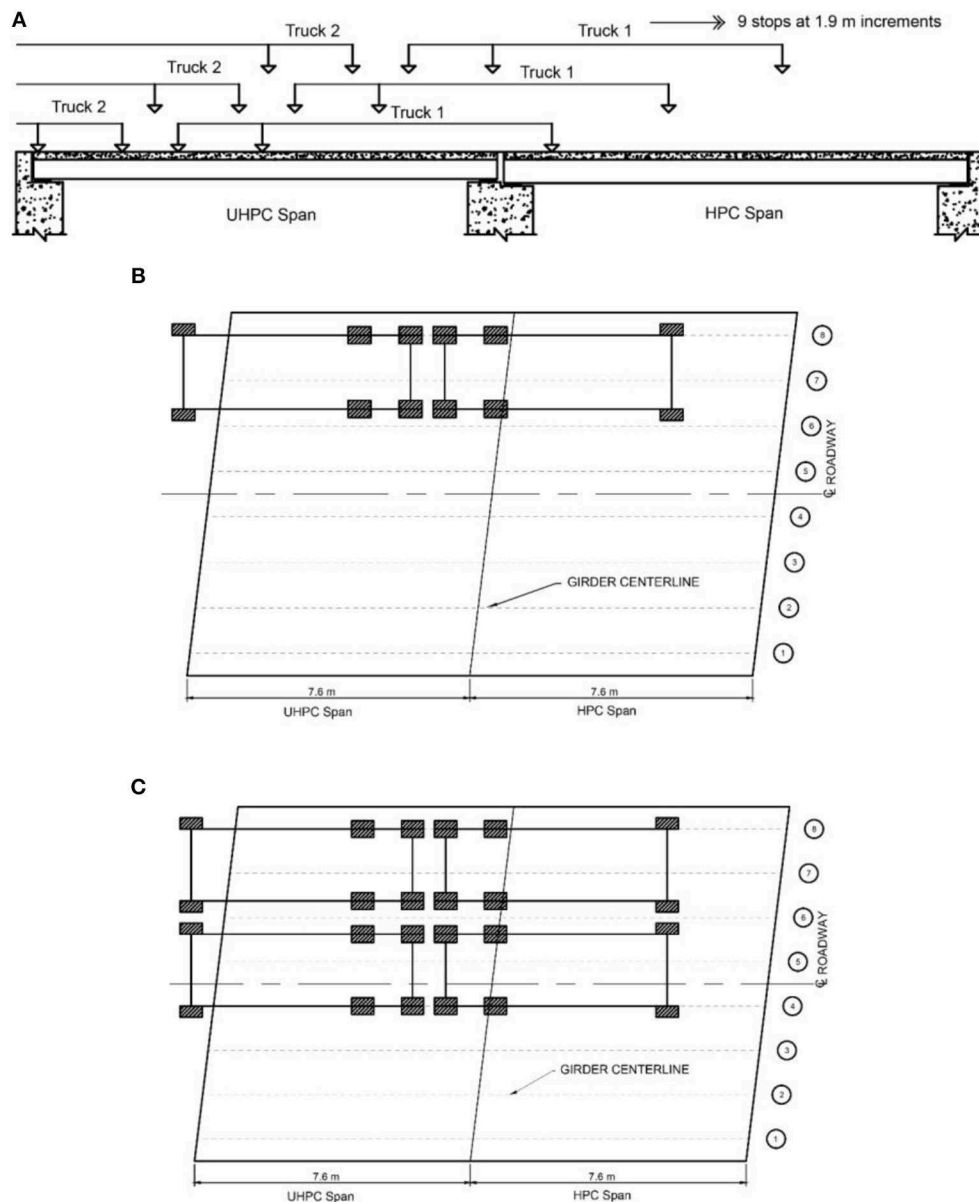 A
9 stops at 1.9 m increments
Truck 2
Truck 1
Truck 2
Truck 1
Truck 2
Truck 1
UHPC Span
HPC Span
B
8
7
6
5
℄ ROADWAY
4
3
GIRDER CENTERLINE
2
1
7.6 m
7.6 m
UHPC Span
HPC Span
C
8
7
6
5
℄ ROADWAY
4
3
GIRDER CENTERLINE
2
1
7.6 m
7.6 m
UHPC Span
HPC Span